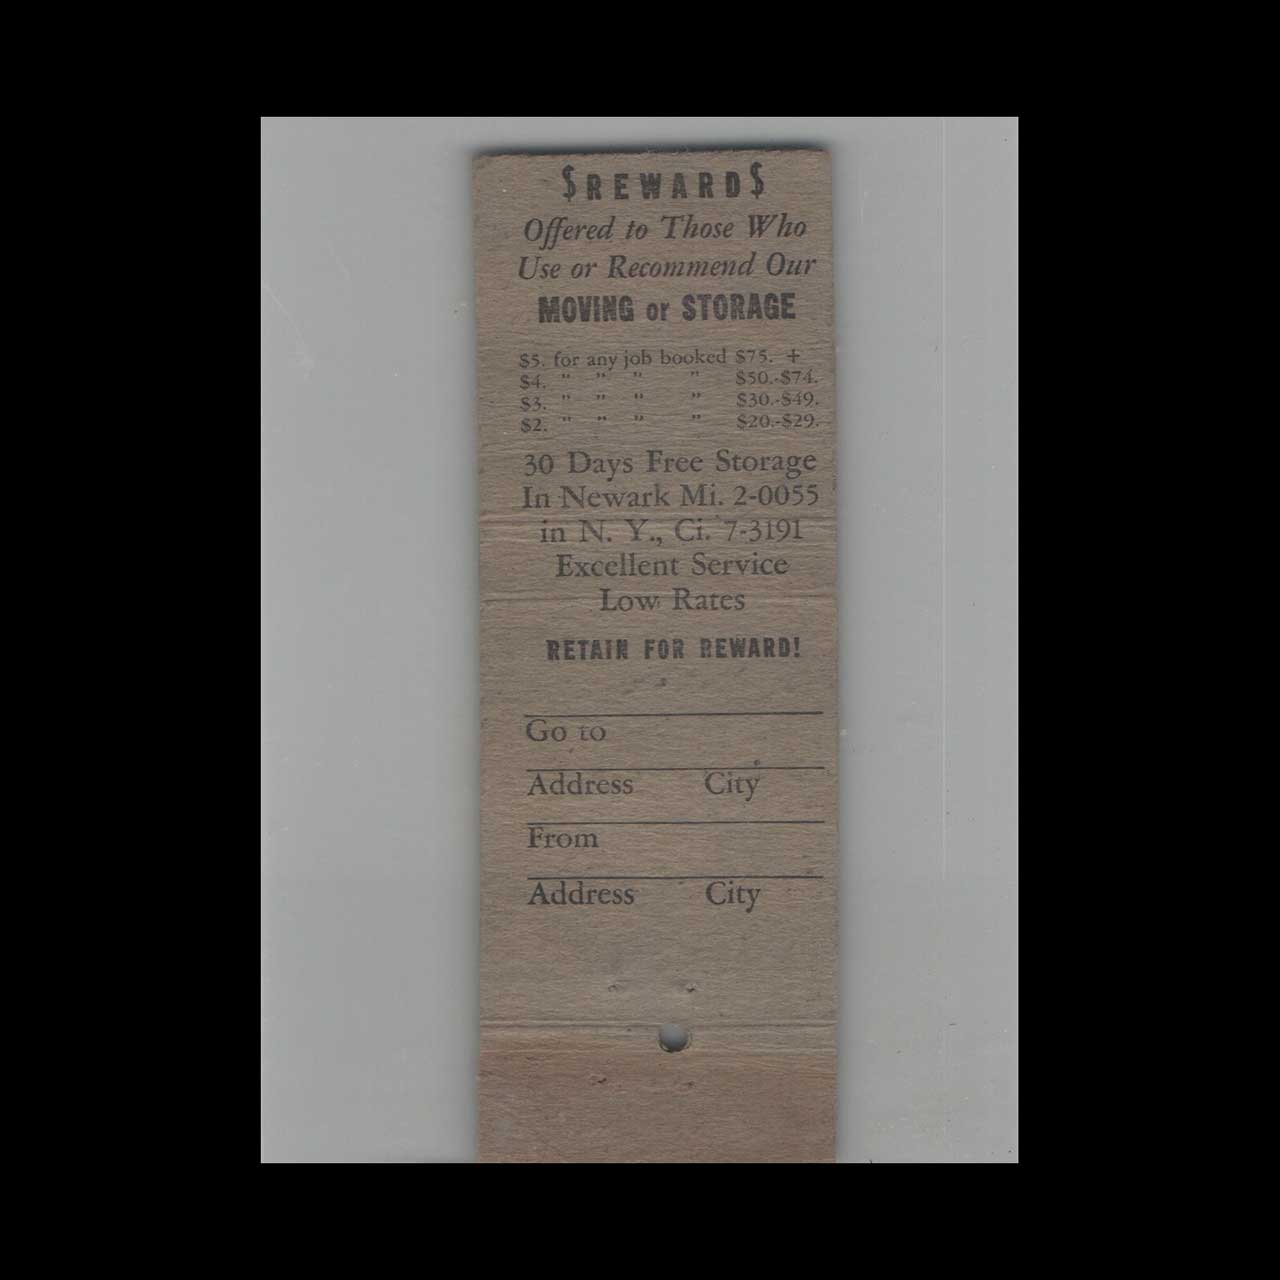 $REWARD$
Offered to Those Who
Use or Recommend Our
MOVING or STORAGE
$5. for any job booked $75. +
$4. " " " " $50.-$74.
$3. " " " " $30.-$49.
$2. " " " " $20.-$29.
30 Days Free Storage
In Newark Mi. 2-0055
in N. Y., Ci. 7-3191
Excellent Service
Low Rates
RETAIN FOR REWARD!
Go to
Address City
From
Address City